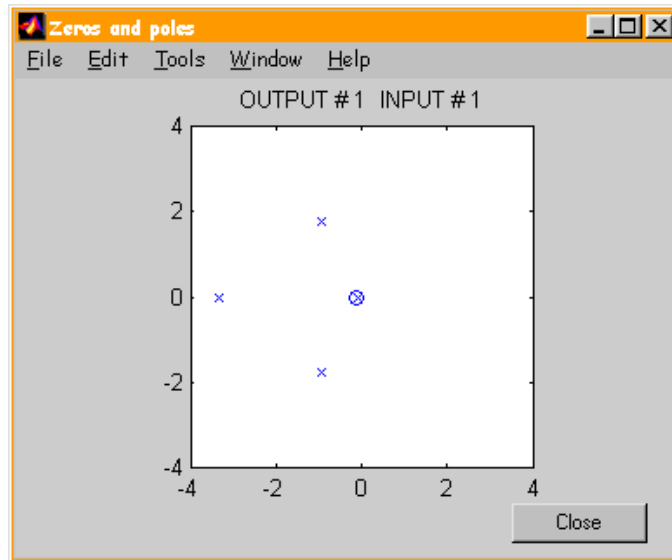 Zeros and poles
File Edit Tools Window Help
OUTPUT # 1 INPUT # 1
4
2
0
-2
-4
-4 -2 0 2 4
Close